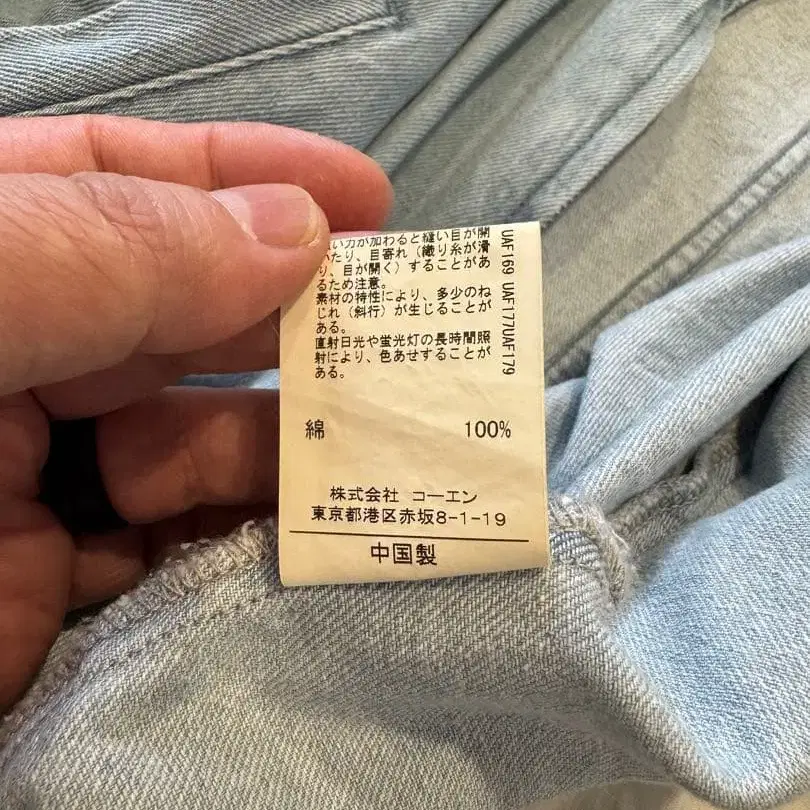 い力が加わると縫い目が開
いたり、目寄れ（織り糸が滑
り、目が開く）することがあ
るため注意。
素材の特性により、多少のね
じれ（斜行）が生じることが
ある。
直射日光や蛍光灯の長時間照
射により、色あせすることが
ある。
UAF169 UAF177UAF179
綿 100%
株式会社 コーエン
東京都港区赤坂8-1-19
中国製